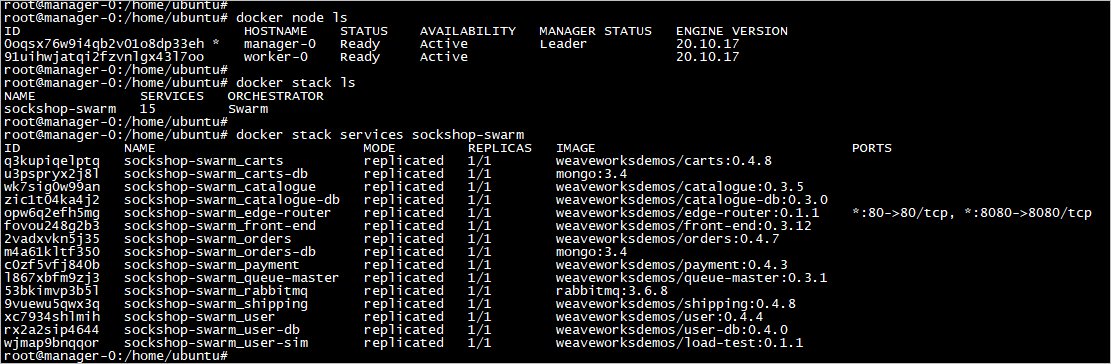 root@manager-0:/home/ubuntu#
root@manager-0:/home/ubuntu# docker node ls
ID HOSTNAME STATUS AVAILABILITY MANAGER STATUS ENGINE VERSION
0oqsx76w9i4qb2v01o8dp33eh * manager-0 Ready Active Leader 20.10.17
91uihwjatqi2fzvnlgx43l7oo worker-0 Ready Active 20.10.17
root@manager-0:/home/ubuntu#
root@manager-0:/home/ubuntu# docker stack ls
NAME SERVICES ORCHESTRATOR
sockshop-swarm 15 Swarm
root@manager-0:/home/ubuntu#
root@manager-0:/home/ubuntu# docker stack services sockshop-swarm
ID NAME MODE REPLICAS IMAGE PORTS
q3kupiqelptq sockshop-swarm_carts replicated 1/1 weaveworksdemos/carts:0.4.8
u3pspryx2j8l sockshop-swarm_carts-db replicated 1/1 mongo:3.4
wk7sig0w99an sockshop-swarm_catalogue replicated 1/1 weaveworksdemos/catalogue:0.3.5
zic1t04ka4j2 sockshop-swarm_catalogue-db replicated 1/1 weaveworksdemos/catalogue-db:0.3.0
opw6q2efh5mg sockshop-swarm_edge-router replicated 1/1 weaveworksdemos/edge-router:0.1.1 *:80->80/tcp, *:8080->8080/tcp
fovou248g2b3 sockshop-swarm_front-end replicated 1/1 weaveworksdemos/front-end:0.3.12
2vadxvkn5j35 sockshop-swarm_orders replicated 1/1 weaveworksdemos/orders:0.4.7
m4a61kltf350 sockshop-swarm_orders-db replicated 1/1 mongo:3.4
c0zf5vfj840b sockshop-swarm_payment replicated 1/1 weaveworksdemos/payment:0.4.3
l867xbfm9zj3 sockshop-swarm_queue-master replicated 1/1 weaveworksdemos/queue-master:0.3.1
53bkimvp3b5l sockshop-swarm_rabbitmq replicated 1/1 rabbitmq:3.6.8
9vuewu5qwx3q sockshop-swarm_shipping replicated 1/1 weaveworksdemos/shipping:0.4.8
xc7934shlmih sockshop-swarm_user replicated 1/1 weaveworksdemos/user:0.4.4
rx2a2sip4644 sockshop-swarm_user-db replicated 1/1 weaveworksdemos/user-db:0.4.0
wjmap9bnqqor sockshop-swarm_user-sim replicated 1/1 weaveworksdemos/load-test:0.1.1
root@manager-0:/home/ubuntu#